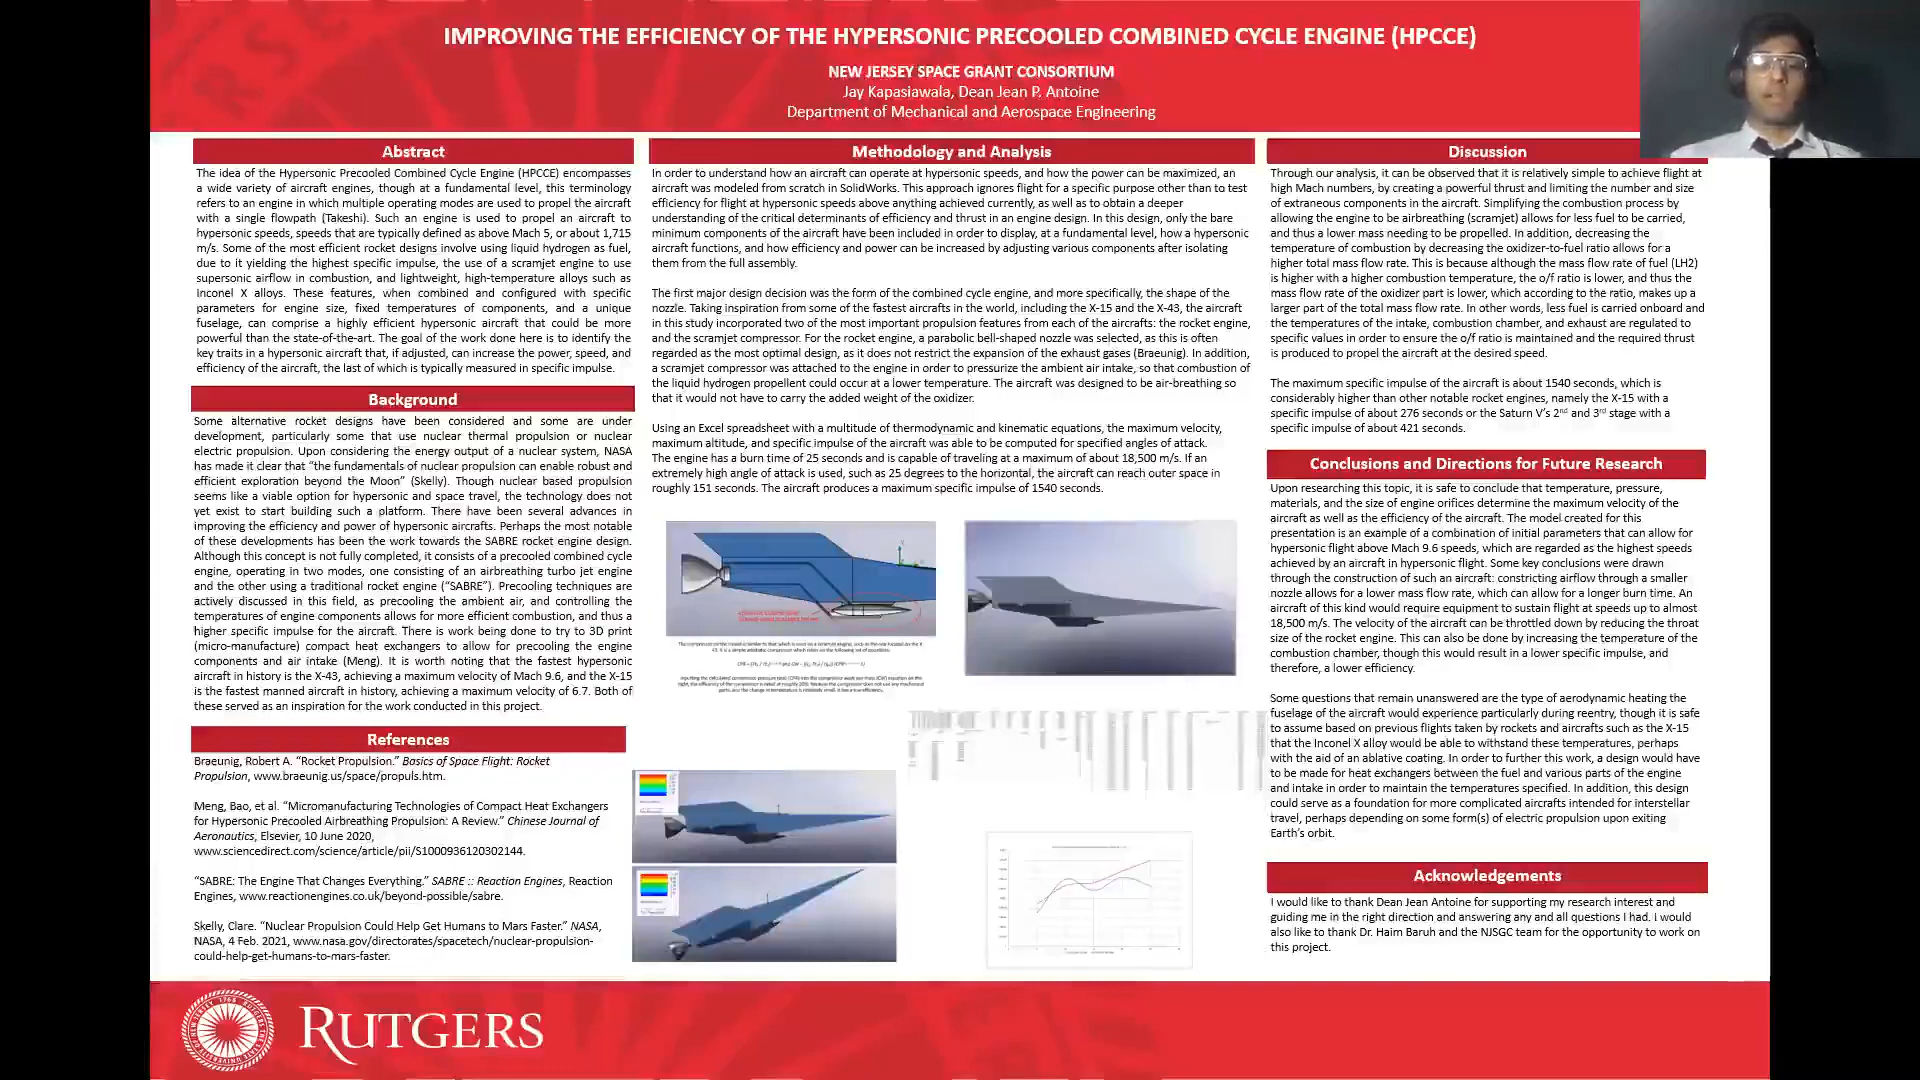 IMPROVING THE EFFICIENCY OF THE HYPERSONIC PRECOOLED COMBINED CYCLE ENGINE (HPCCE)
NEW JERSEY SPACE GRANT CONSORTIUM
Jay Kapasiawala, Dean Jean P. Antoine
Department of Mechanical and Aerospace Engineering
Abstract
The idea of the Hypersonic Precooled Combined Cycle Engine (HPCCE) encompasses
a wide variety of aircraft engines, though at a fundamental level, this terminology
refers to an engine in which multiple operating modes are used to propel the aircraft
with a single flowpath (Takeshi). Such an engine is used to propel an aircraft to
hypersonic speeds, speeds that are typically defined as above Mach 5, or about 1,715
m/s. Some of the most efficient rocket designs involve using liquid hydrogen as fuel,
due to it yielding the highest specific impulse, the use of a scramjet engine to use
supersonic airflow in combustion, and lightweight, high-temperature alloys such as
Inconel X alloys. These features, when combined and configured with specific
parameters for engine size, fixed temperatures of components, and a unique
fuselage, can comprise a highly efficient hypersonic aircraft that could be more
powerful than the state-of-the-art. The goal of the work done here is to identify the
key traits in a hypersonic aircraft that, if adjusted, can increase the power, speed, and
efficiency of the aircraft, the last of which is typically measured in specific impulse.
Background
Some alternative rocket designs have been considered and some are under
development, particularly some that use nuclear thermal propulsion or nuclear
electric propulsion. Upon considering the energy output of a nuclear system, NASA
has made it clear that “the fundamentals of nuclear propulsion can enable robust and
efficient exploration beyond the Moon” (Skelly). Though nuclear based propulsion
seems like a viable option for hypersonic and space travel, the technology does not
yet exist to start building such a platform. There have been several advances in
improving the efficiency and power of hypersonic aircrafts. Perhaps the most notable
of these developments has been the work towards the SABRE rocket engine design.
Although this concept is not fully completed, it consists of a precooled combined cycle
engine, operating in two modes, one consisting of an airbreathing turbo jet engine
and the other using a traditional rocket engine (“SABRE”). Precooling techniques are
actively discussed in this field, as precooling the ambient air, and controlling the
temperatures of engine components allows for more efficient combustion, and thus a
higher specific impulse for the aircraft. There is work being done to try to 3D print
(micro-manufacture) compact heat exchangers to allow for precooling the engine
components and air intake (Meng). It is worth noting that the fastest hypersonic
aircraft in history is the X-43, achieving a maximum velocity of Mach 9.6, and the X-15
is the fastest manned aircraft in history, achieving a maximum velocity of 6.7. Both of
these served as an inspiration for the work conducted in this project.
References
Braeunig, Robert A. “Rocket Propulsion.” Basics of Space Flight: Rocket
Propulsion, www.braeunig.us/space/propuls.htm.
Meng, Bao, et al. “Micromanufacturing Technologies of Compact Heat Exchangers
for Hypersonic Precooled Airbreathing Propulsion: A Review.” Chinese Journal of
Aeronautics, Elsevier, 10 June 2020,
www.sciencedirect.com/science/article/pii/S1000936120302144.
“SABRE: The Engine That Changes Everything.” SABRE :: Reaction Engines, Reaction
Engines, www.reactionengines.co.uk/beyond-possible/sabre.
Skelly, Clare. “Nuclear Propulsion Could Help Get Humans to Mars Faster.” NASA,
NASA, 4 Feb. 2021, www.nasa.gov/directorates/spacetech/nuclear-propulsion-
could-help-get-humans-to-mars-faster.
Methodology and Analysis
In order to understand how an aircraft can operate at hypersonic speeds, and how the power can be maximized, an
aircraft was modeled from scratch in SolidWorks. This approach ignores flight for a specific purpose other than to test
efficiency for flight at hypersonic speeds above anything achieved currently, as well as to obtain a deeper
understanding of the critical determinants of efficiency and thrust in an engine design. In this design, only the bare
minimum components of the aircraft have been included in order to display, at a fundamental level, how a hypersonic
aircraft functions, and how efficiency and power can be increased by adjusting various components after isolating
them from the full assembly.
The first major design decision was the form of the combined cycle engine, and more specifically, the shape of the
nozzle. Taking inspiration from some of the fastest aircrafts in the world, including the X-15 and the X-43, the aircraft
in this study incorporated two of the most important propulsion features from each of the aircrafts: the rocket engine,
and the scramjet compressor. For the rocket engine, a parabolic bell-shaped nozzle was selected, as this is often
regarded as the most optimal design, as it does not restrict the expansion of the exhaust gases (Braeunig). In addition,
a scramjet compressor was attached to the engine in order to pressurize the ambient air intake, so that combustion of
the liquid hydrogen propellent could occur at a lower temperature. The aircraft was designed to be air-breathing so
that it would not have to carry the added weight of the oxidizer.
Using an Excel spreadsheet with a multitude of thermodynamic and kinematic equations, the maximum velocity,
maximum altitude, and specific impulse of the aircraft was able to be computed for specified angles of attack.
The engine has a burn time of 25 seconds and is capable of traveling at a maximum of about 18,500 m/s. If an
extremely high angle of attack is used, such as 25 degrees to the horizontal, the aircraft can reach outer space in
roughly 151 seconds. The aircraft produces a maximum specific impulse of 1540 seconds.
Discussion
Through our analysis, it can be observed that it is relatively simple to achieve flight at
high Mach numbers, by creating a powerful thrust and limiting the number and size
of extraneous components in the aircraft. Simplifying the combustion process by
allowing the engine to be airbreathing (scramjet) allows for less fuel to be carried,
and thus a lower mass needing to be propelled. In addition, decreasing the
temperature of combustion by decreasing the oxidizer-to-fuel ratio allows for a
higher total mass flow rate. This is because although the mass flow rate of fuel (LH2)
is higher with a higher combustion temperature, the o/f ratio is lower, and thus the
mass flow rate of the oxidizer part is lower, which according to the ratio, makes up a
larger part of the total mass flow rate. In other words, less fuel is carried onboard and
the temperatures of the intake, combustion chamber, and exhaust are regulated to
specific values in order to ensure the o/f ratio is maintained and the required thrust
is produced to propel the aircraft at the desired speed.
The maximum specific impulse of the aircraft is about 1540 seconds, which is
considerably higher than other notable rocket engines, namely the X-15 with a
specific impulse of about 276 seconds or the Saturn V’s 2nd and 3rd stage with a
specific impulse of about 421 seconds.
Conclusions and Directions for Future Research
Upon researching this topic, it is safe to conclude that temperature, pressure,
materials, and the size of engine orifices determine the maximum velocity of the
aircraft as well as the efficiency of the aircraft. The model created for this
presentation is an example of a combination of initial parameters that can allow for
hypersonic flight above Mach 9.6 speeds, which are regarded as the highest speeds
achieved by an aircraft in hypersonic flight. Some key conclusions were drawn
through the construction of such an aircraft: constricting airflow through a smaller
nozzle allows for a lower mass flow rate, which can allow for a longer burn time. An
aircraft of this kind would require equipment to sustain flight at speeds up to almost
18,500 m/s. The velocity of the aircraft can be throttled down by reducing the throat
size of the rocket engine. This can also be done by increasing the temperature of the
combustion chamber, though this would result in a lower specific impulse, and
therefore, a lower efficiency.
Some questions that remain unanswered are the type of aerodynamic heating the
fuselage of the aircraft would experience particularly during reentry, though it is safe
to assume based on previous flights taken by rockets and aircrafts such as the X-15
that the Inconel X alloy would be able to withstand these temperatures, perhaps
with the aid of an ablative coating. In order to further this work, a design would have
to be made for heat exchangers between the fuel and various parts of the engine
and intake in order to maintain the temperatures specified. In addition, this design
could serve as a foundation for more complicated aircrafts intended for interstellar
travel, perhaps depending on some form(s) of electric propulsion upon exiting
Earth’s orbit.
Acknowledgements
I would like to thank Dean Jean Antoine for supporting my research interest and
guiding me in the right direction and answering any and all questions I had. I would
also like to thank Dr. Haim Baruh and the NJSGC team for the opportunity to work on
this project.
RUTGERS